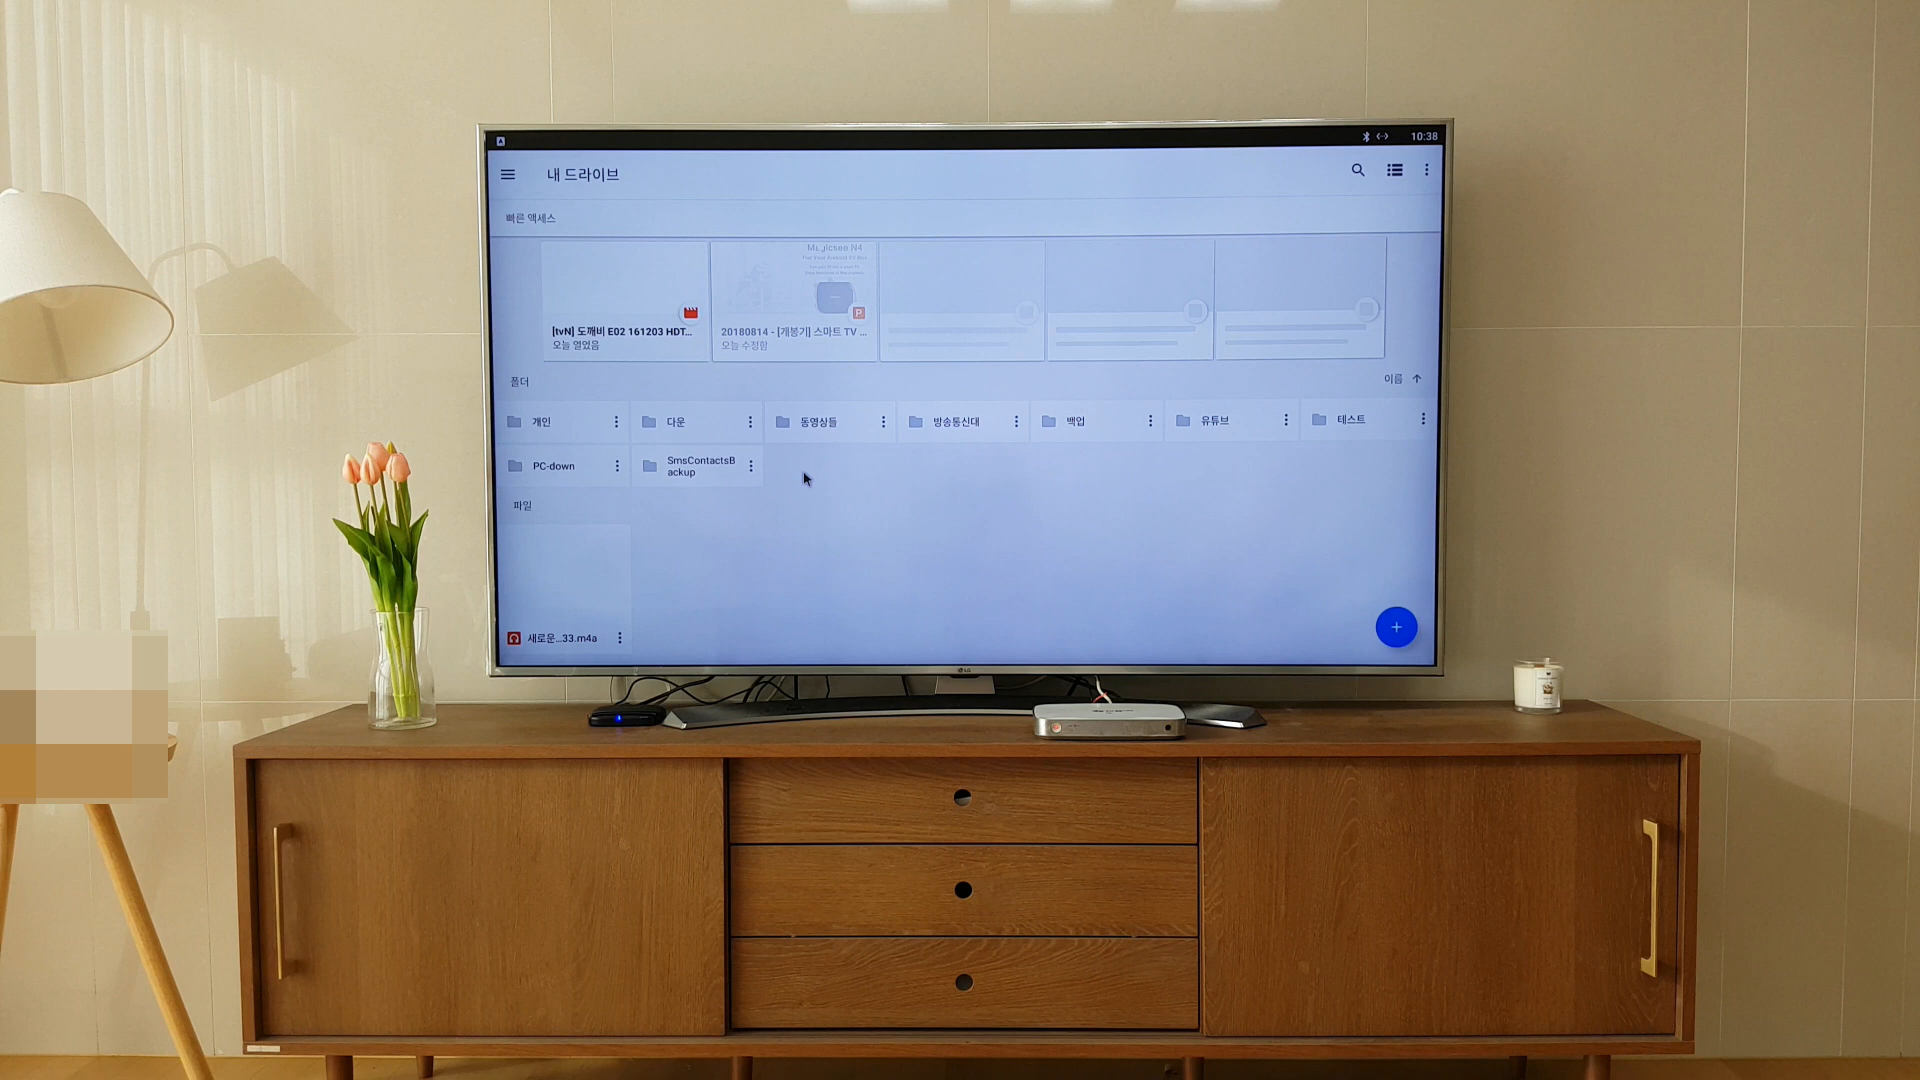 10:38
내 드라이브
빠른 액세스
[tvN] 도깨비 E02 161203 HDT...
오늘 열었음
20180814 - [개봉기] 스마트 TV ...
오늘 수정함
폴더
이름
개인
다운
동영상들
방송통신대
백업
유튜브
테스트
PC-down
SmsContactsB
ackup
파일
새로운...33.m4a
LG